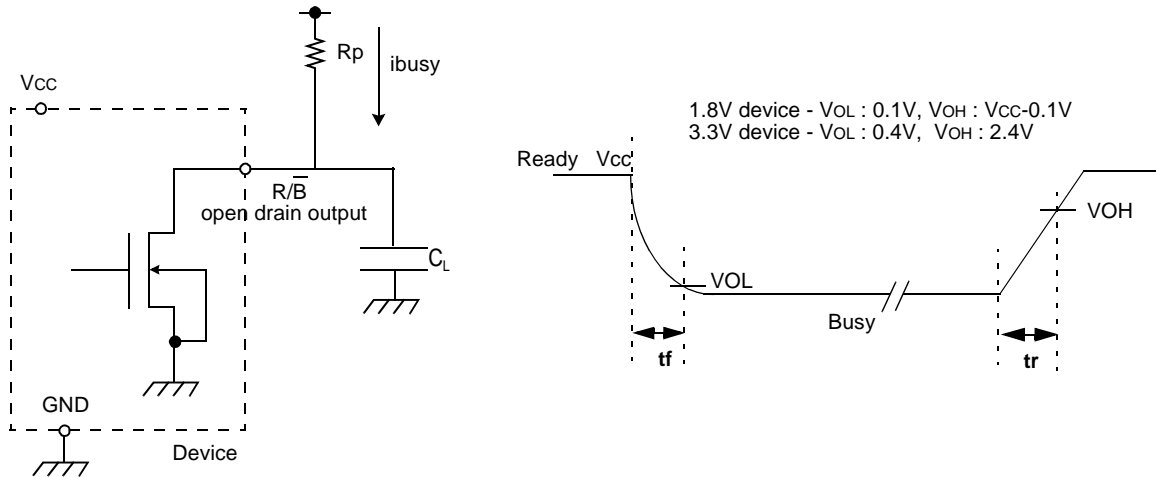 Rp
ibusy
VCC
R/B
open drain output
CL
GND
Device
1.8V device - VOL : 0.1V, VOH : VCC-0.1V
3.3V device - VOL : 0.4V, VOH : 2.4V
Ready Vcc
VOH
VOL
Busy
tf
tr